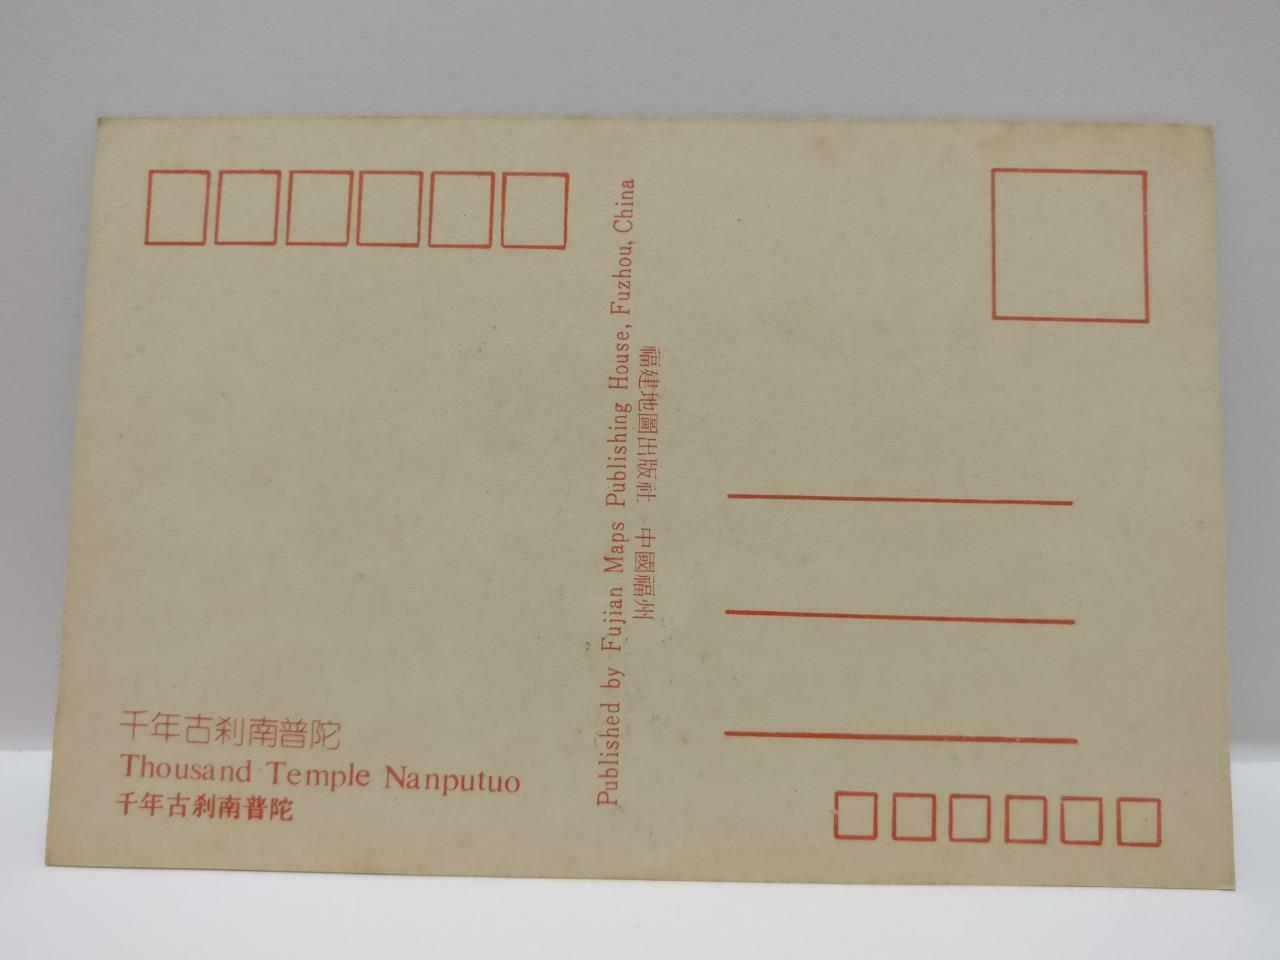 千年古刹南普陀
Thousand Temple Nanputuo
千年古刹南普陀
Published by Fujian Maps Publishing House, Fuzhou, China
福建地圖出版社 中國福州